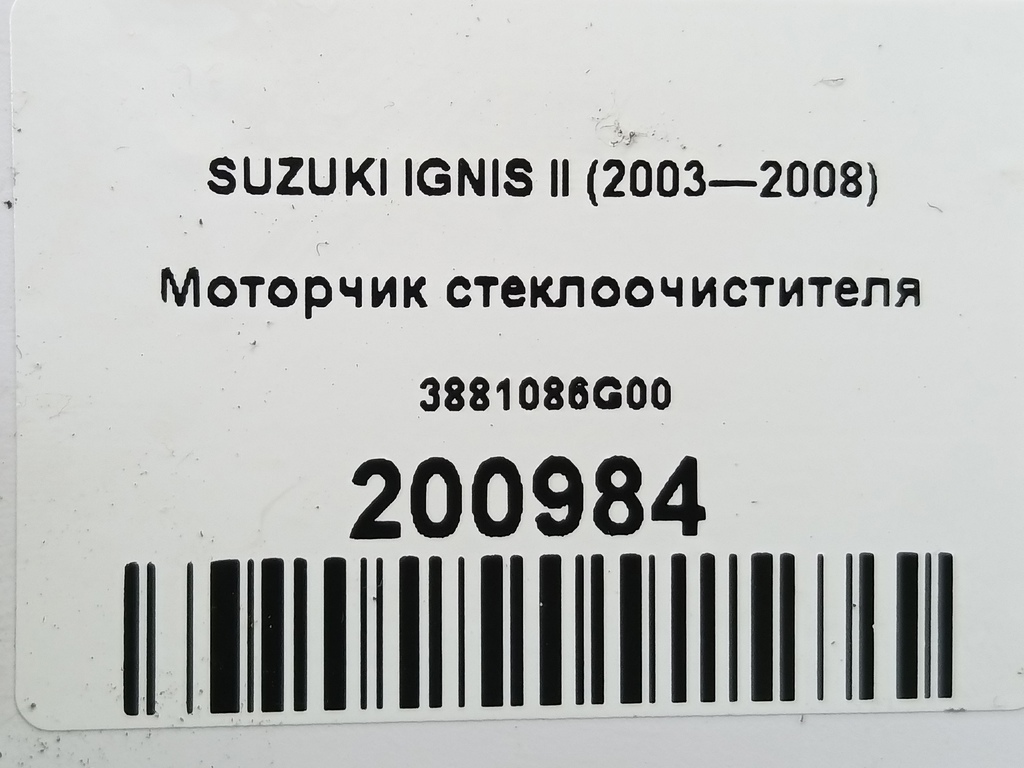 SUZUKI IGNIS II (2003—2008)
Моторчик стеклоочистителя
3881086G00
200984